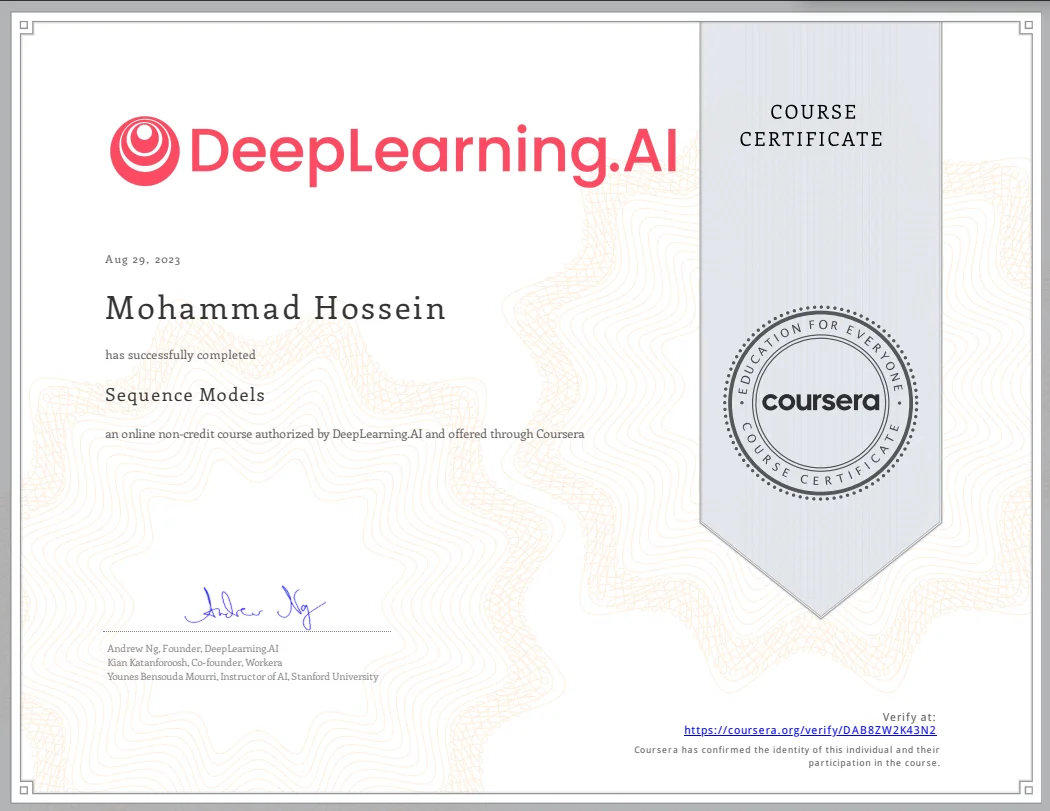 DeepLearning.AI
COURSE
CERTIFICATE
Aug 29, 2023
Mohammad Hossein
has successfully completed
Sequence Models
an online non-credit course authorized by DeepLearning.AI and offered through Coursera
EDUCATION FOR EVERYONE
coursera
COURSE CERTIFICATE
Andrew Ng
Andrew Ng, Founder, DeepLearning.AI
Kian Katanforoosh, Co-founder, Workera
Younes Bensouda Mourri, Instructor of AI, Stanford University
Verify at:
https://coursera.org/verify/DAB8ZW2K43N2
Coursera has confirmed the identity of this individual and their
participation in the course.